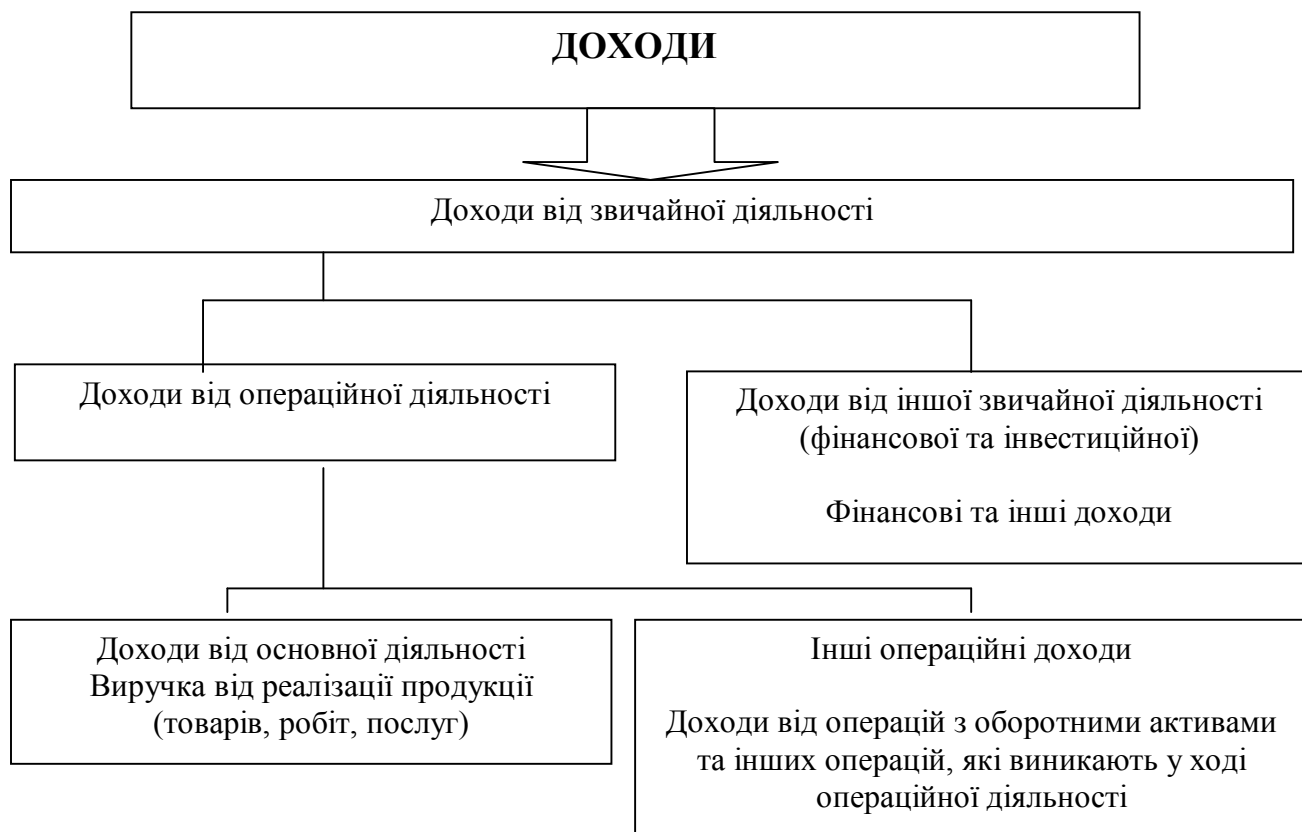 ДОХОДИ
Доходи від звичайної діяльності
Доходи від операційної діяльності
Доходи від іншої звичайної діяльності
(фінансової та інвестиційної)
Фінансові та інші доходи
Доходи від основної діяльності
Виручка від реалізації продукції
(товарів, робіт, послуг)
Інші операційні доходи
Доходи від операцій з оборотними активами
та інших операцій, які виникають у ході
операційної діяльності